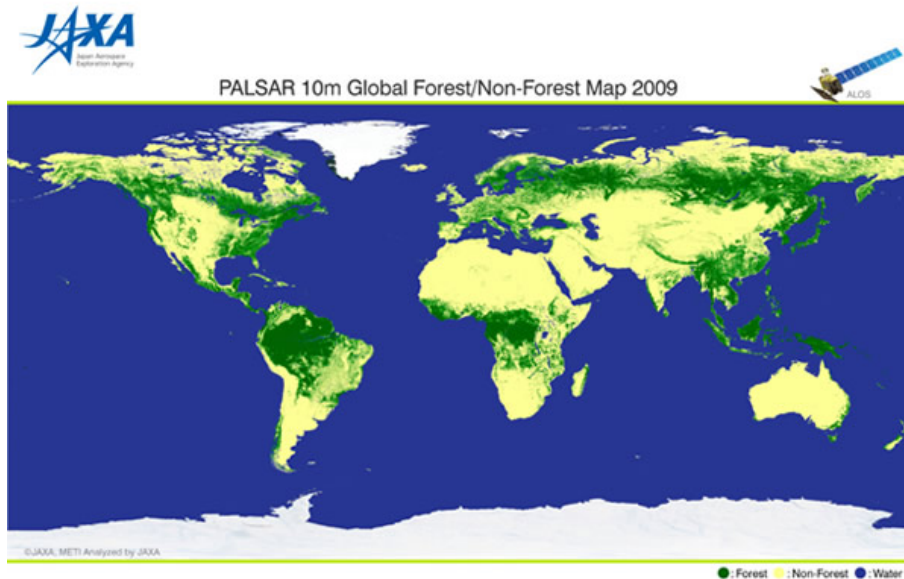 JAXA
Japan Aerospace
Exploration Agency
PALSAR 10m Global Forest/Non-Forest Map 2009
ALOS
©JAXA, METI Analyzed by JAXA
: Forest : Non-Forest : Water